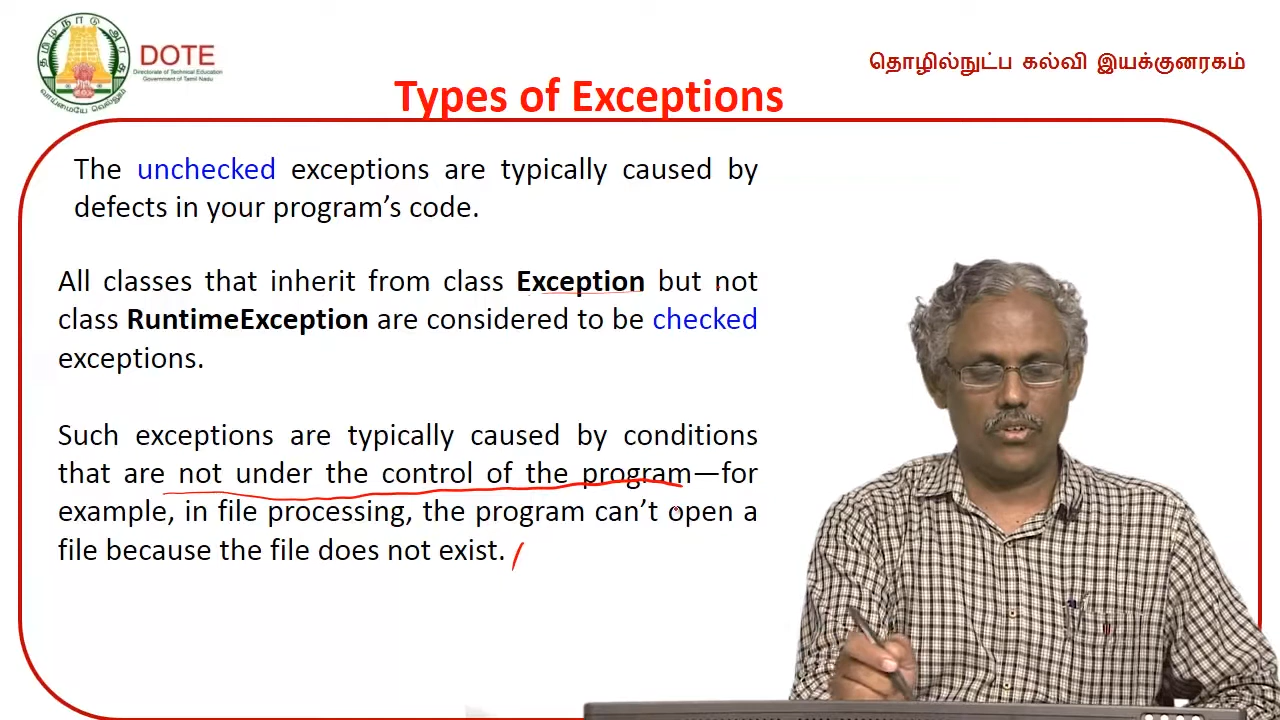 தமிழ்நாடு அரசு
வாய்மையே வெல்லும்
DOTE
Directorate of Technical Education
Government of Tamil Nadu
தொழில்நுட்ப கல்வி இயக்குனரகம்
Types of Exceptions
The unchecked exceptions are typically caused by
defects in your program’s code.
All classes that inherit from class Exception but not
class RuntimeException are considered to be checked
exceptions.
Such exceptions are typically caused by conditions
that are not under the control of the program—for
example, in file processing, the program can’t open a
file because the file does not exist.